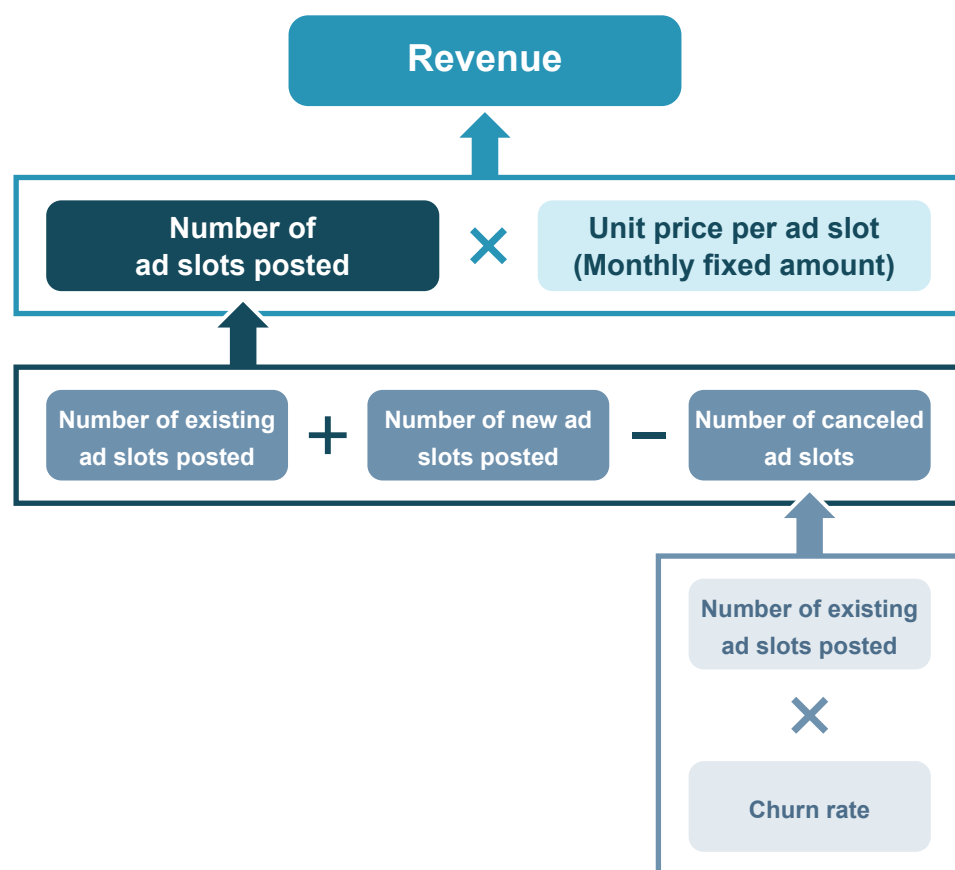 Revenue
Number of
ad slots posted
×
Unit price per ad slot
(Monthly fixed amount)
Number of existing
ad slots posted
+
Number of new ad
slots posted
−
Number of canceled
ad slots
Number of existing
ad slots posted
×
Churn rate